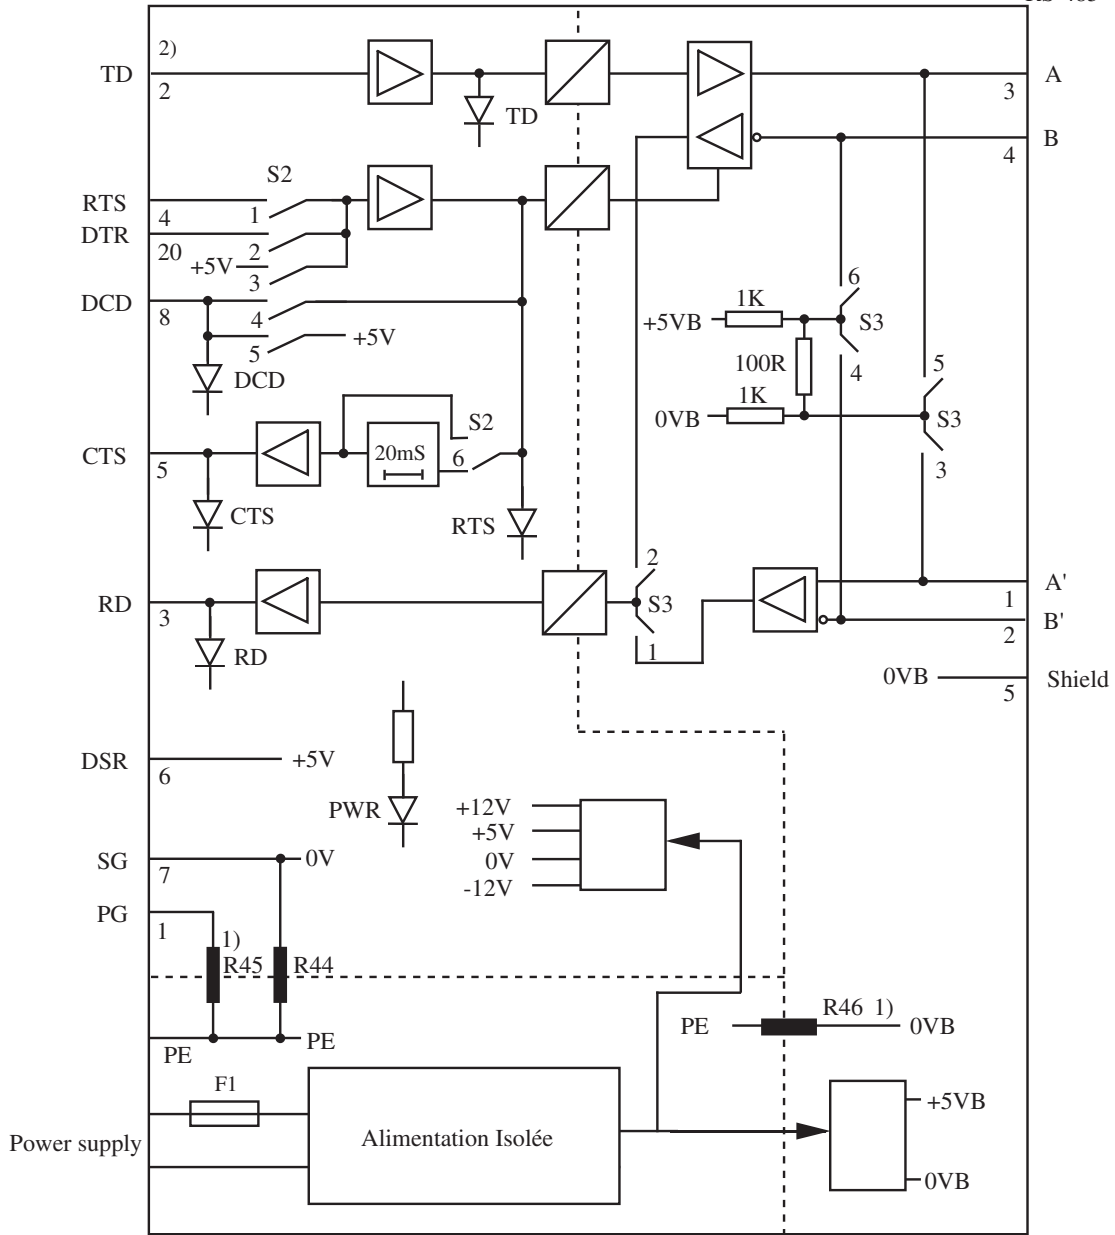 2)
TD
2
TD
A
3
B
4
S2
RTS
4
1
DTR
20
2
+5V
3
DCD
8
4
5
+5V
DCD
6
1K
+5VB
S3
100R
4
5
1K
0VB
S3
3
S2
CTS
5
20mS
6
CTS
RTS
2
A'
1
RD
3
S3
B'
2
RD
1
0VB
5
Shield
DSR
6
+5V
PWR
+12V
+5V
0V
-12V
SG
7
0V
PG
1
1)
R45
R44
R46 1)
PE
0VB
PE
PE
F1
+5VB
Power supply
Alimentation Isolée
0VB